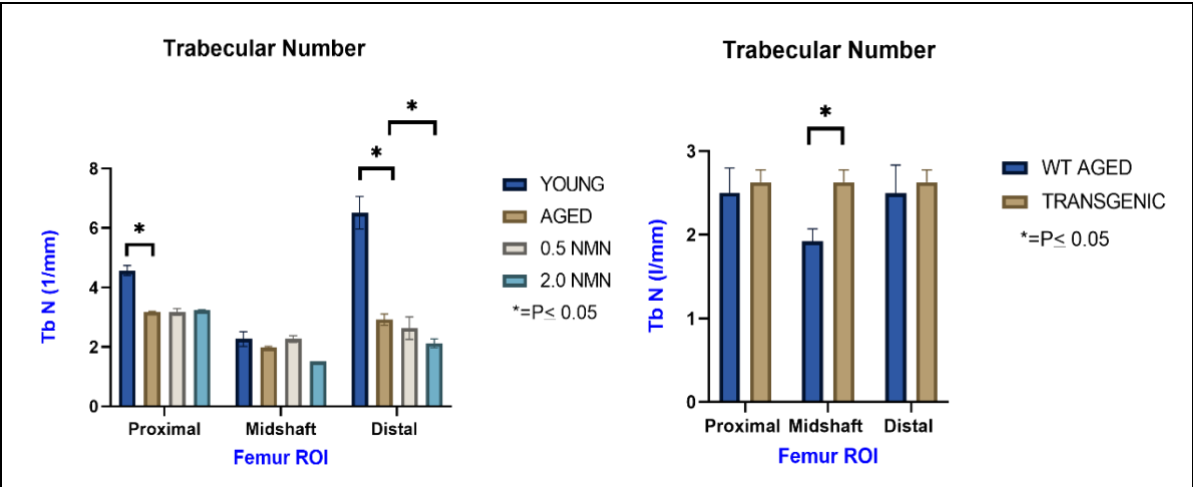 Trabecular Number
*
*
*
8
6
4
2
0
Tb N (1/mm)
Proximal Midshaft Distal
Femur ROI
YOUNG
AGED
0.5 NMN
2.0 NMN
*=P≤ 0.05
Trabecular Number
*
3
2
1
0
Tb N (l/mm)
Proximal Midshaft Distal
Femur ROI
WT AGED
TRANSGENIC
*=P≤ 0.05